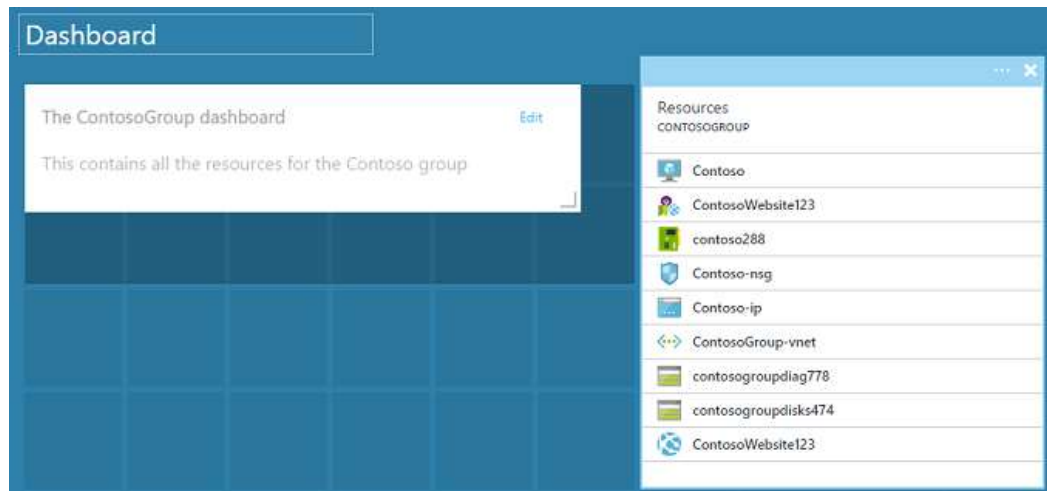 Dashboard
The ContosoGroup dashboard
Edit
This contains all the resources for the Contoso group
Resources
CONTOSOGROUP
Contoso
ContosoWebsite123
contoso288
Contoso-nsg
Contoso-ip
ContosoGroup-vnet
contosogroupdiag778
contosogroupdisks474
ContosoWebsite123